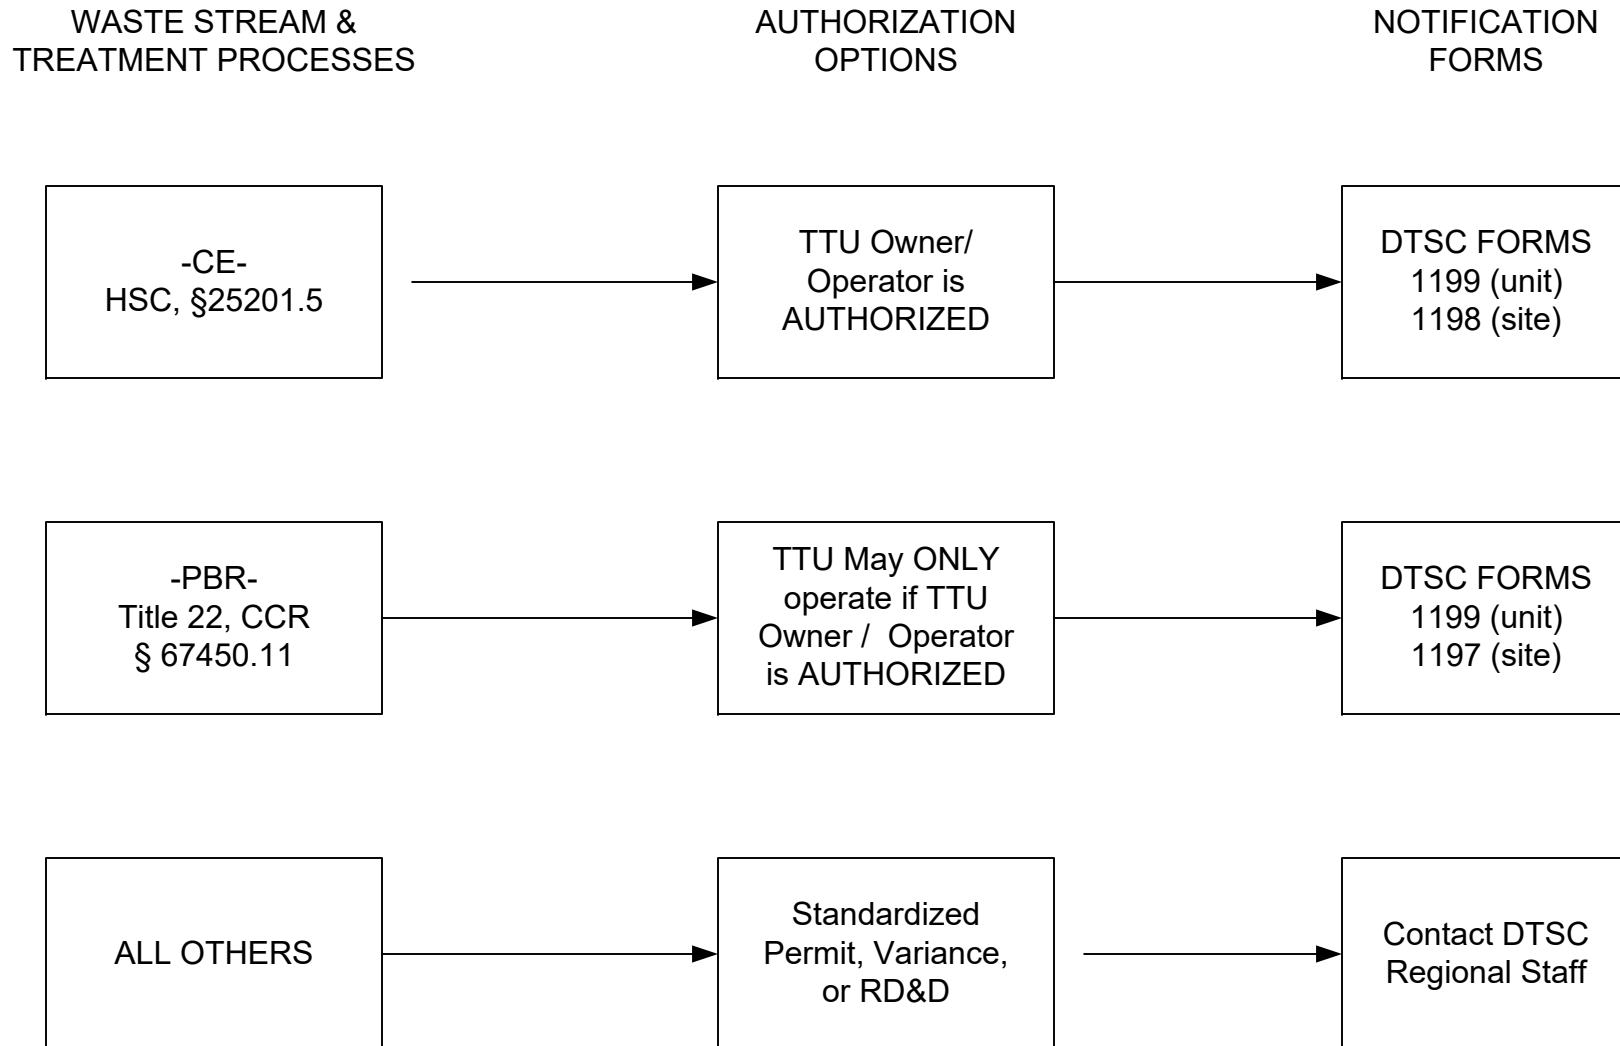 WASTE STREAM &
TREATMENT PROCESSES
AUTHORIZATION
OPTIONS
NOTIFICATION
FORMS
-CE-
HSC, §25201.5
TTU Owner/
Operator is
AUTHORIZED
DTSC FORMS
1199 (unit)
1198 (site)
-PBR-
Title 22, CCR
§ 67450.11
TTU May ONLY
operate if TTU
Owner /  Operator
is AUTHORIZED
DTSC FORMS
1199 (unit)
1197 (site)
ALL OTHERS
Standardized
Permit, Variance,
or RD&D
Contact DTSC
Regional Staff